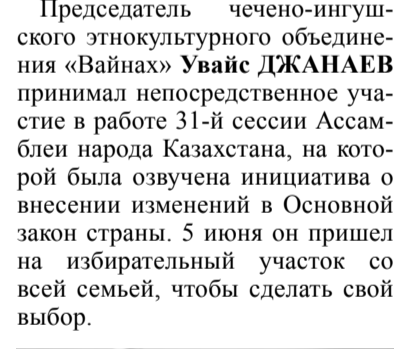 Председатель чечено-ингуш-
ского этнокультурного объедине-
ния «Вайнах» Увайс ДЖАНАЕВ
принимал непосредственное уча-
стие в работе 31-й сессии Ассам-
блеи народа Казахстана, на кото-
рой была озвучена инициатива о
внесении изменений в Основной
закон страны. 5 июня он пришел
на избирательный участок со
всей семьей, чтобы сделать свой
выбор.